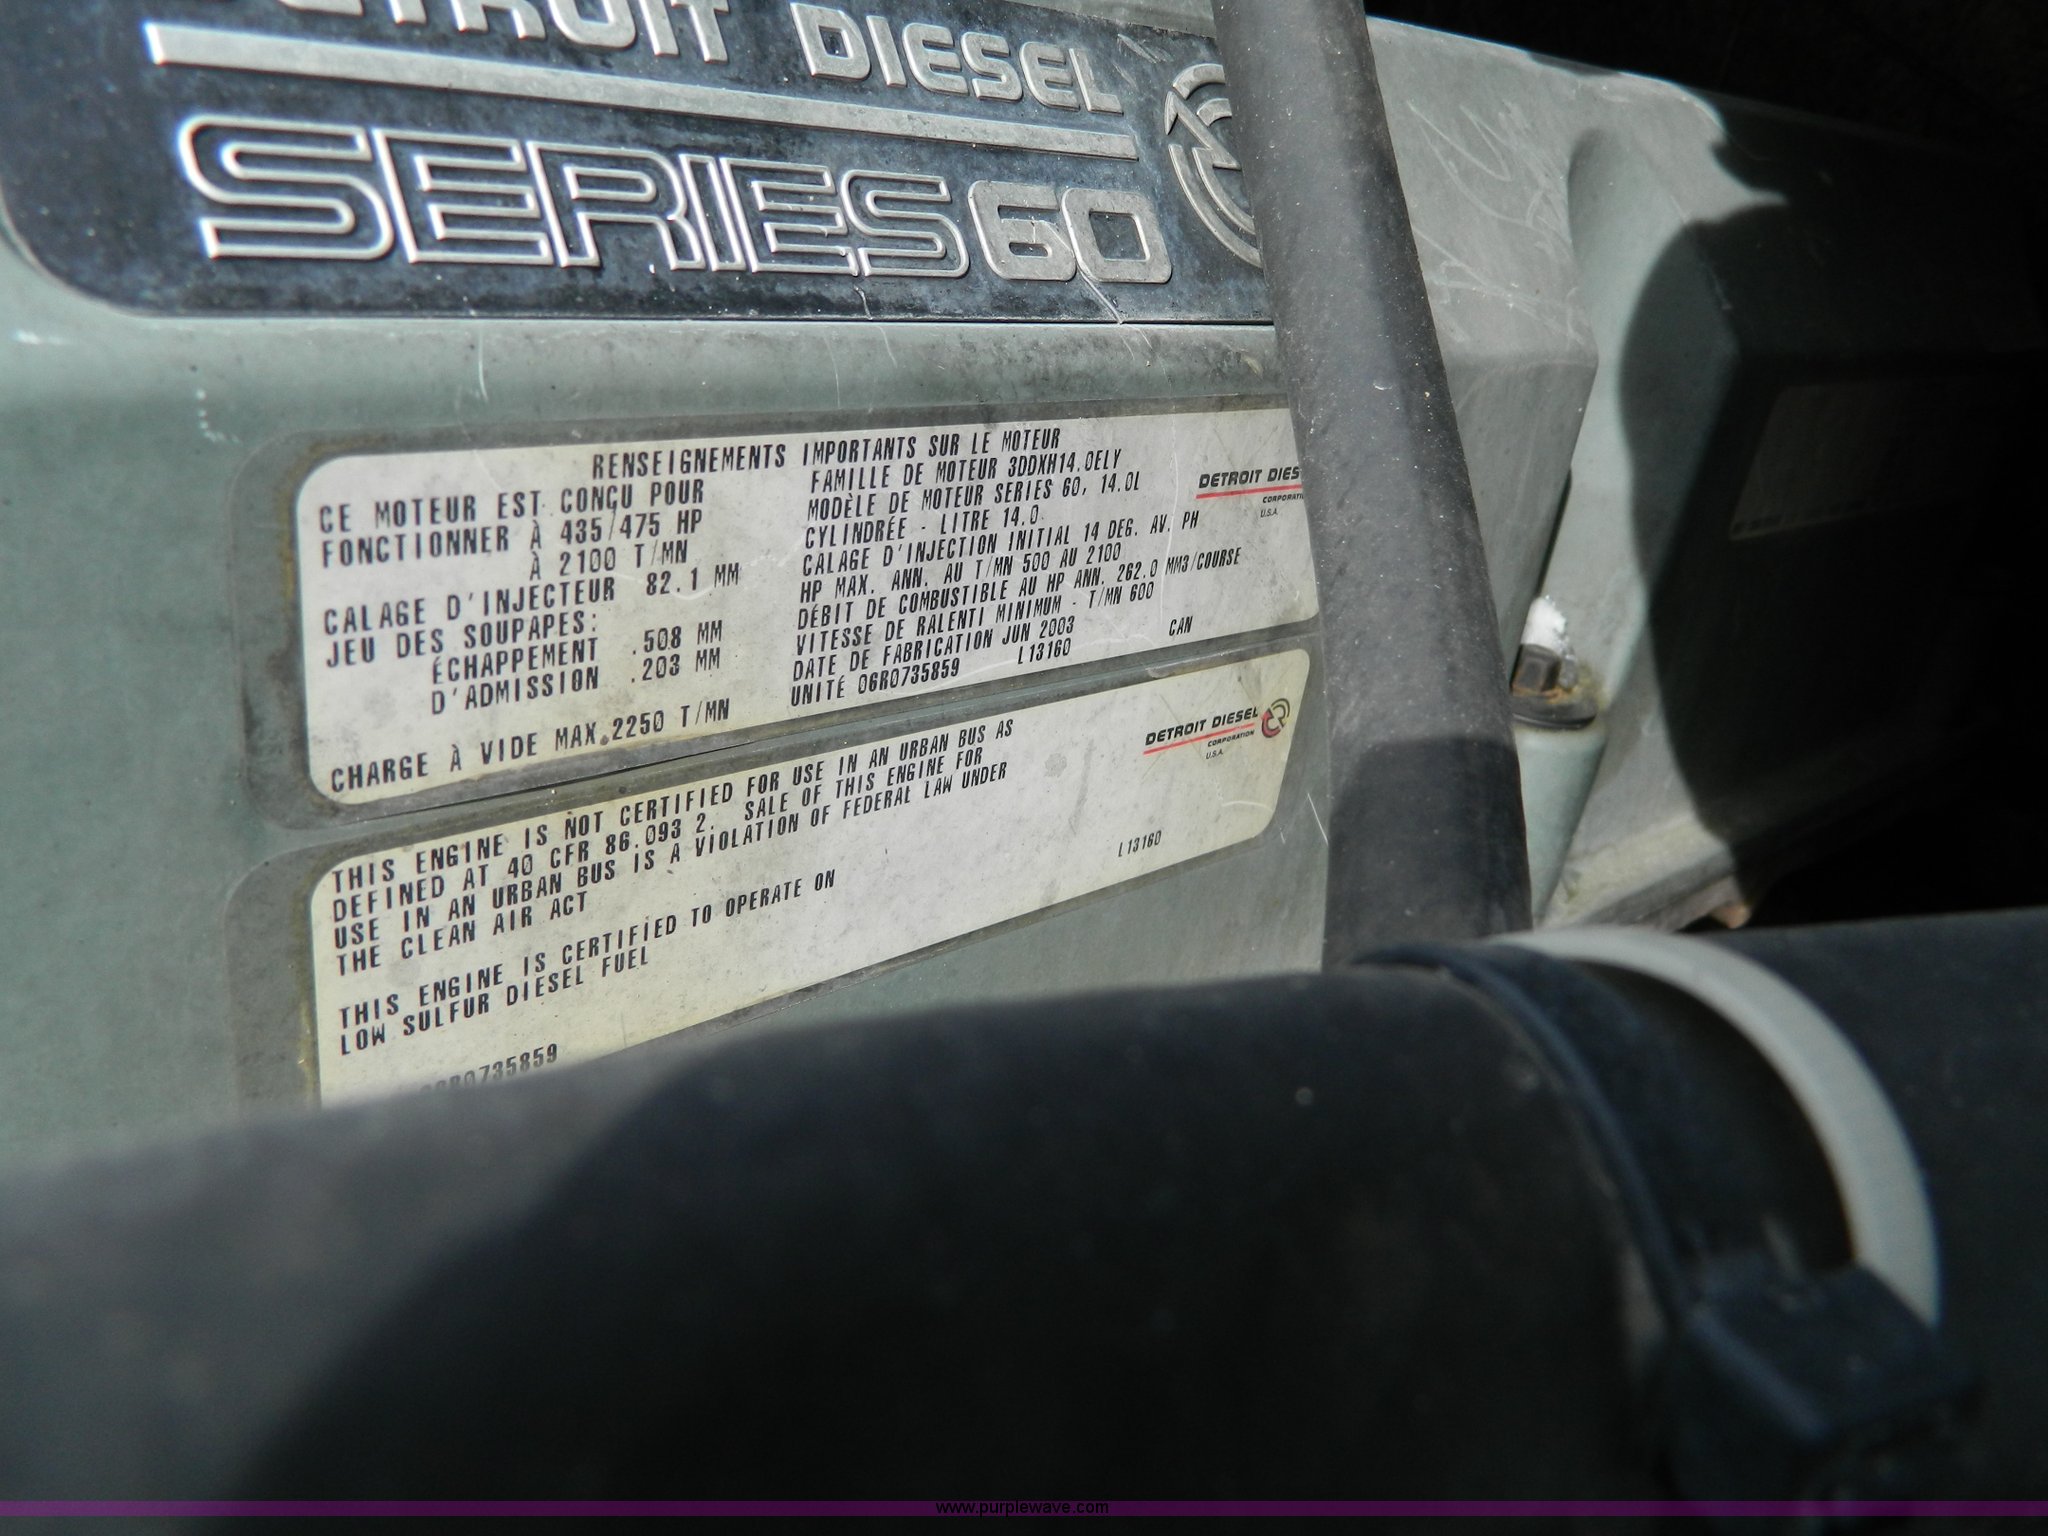 DETROIT DIESEL
SERIES 60
RENSEIGNEMENTS IMPORTANTS SUR LE MOTEUR
CE MOTEUR EST CONÇU POUR
FONCTIONNER À 435/475 HP
À 2100 T/MN
CALAGE D'INJECTEUR 82.1 MM
JEU DES SOUPAPES:
ÉCHAPPEMENT .508 MM
D'ADMISSION .203 MM
CHARGE À VIDE MAX. 2250 T/MN
FAMILLE DE MOTEUR 3DDXH14.0ELY
MODÈLE DE MOTEUR SERIES 60, 14.0L
CYLINDRÉE - LITRE 14.0
CALAGE D'INJECTION INITIAL 14 DEG. AV. PH
HP MAX. ANN. AU T/MN 500 AU 2100
DÉBIT DE COMBUSTIBLE AU HP ANN. 262.0 MM3/COURSE
VITESSE DE RALENTI MINIMUM - T/MN 600
DATE DE FABRICATION JUN 2003 CAN
UNITÉ 06R0735859 L13160
DETROIT DIES
CORPORATI
U.S.A.
THIS ENGINE IS NOT CERTIFIED FOR USE IN AN URBAN BUS AS
DEFINED AT 40 CFR 86.093 2. SALE OF THIS ENGINE FOR
USE IN AN URBAN BUS IS A VIOLATION OF FEDERAL LAW UNDER
THE CLEAN AIR ACT
THIS ENGINE IS CERTIFIED TO OPERATE ON
LOW SULFUR DIESEL FUEL
06R0735859
DETROIT DIESEL
CORPORATION
U.S.A.
L13160
www.purplewave.com